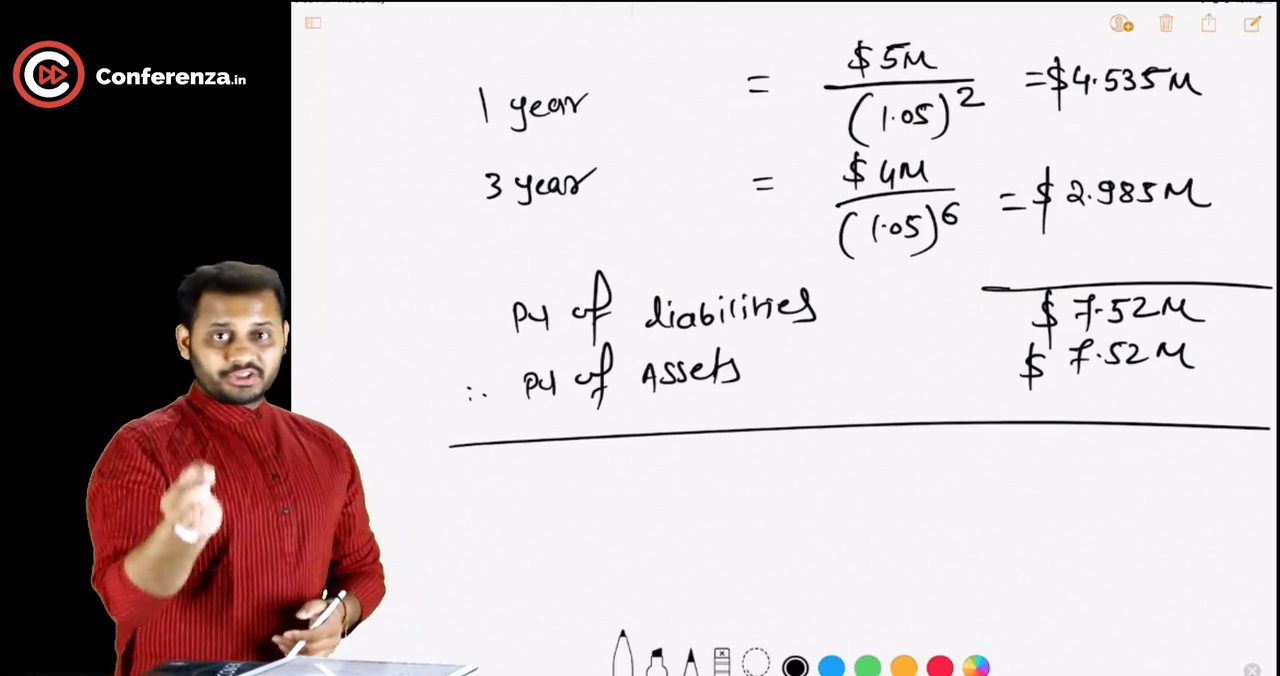 Conferenza.in
1 year = $5M / (1.05)^2 = $4.535M
3 year = $4M / (1.05)^6 = $2.985M
PV of liabilities $7.52M
∴ PV of Assets $7.52M